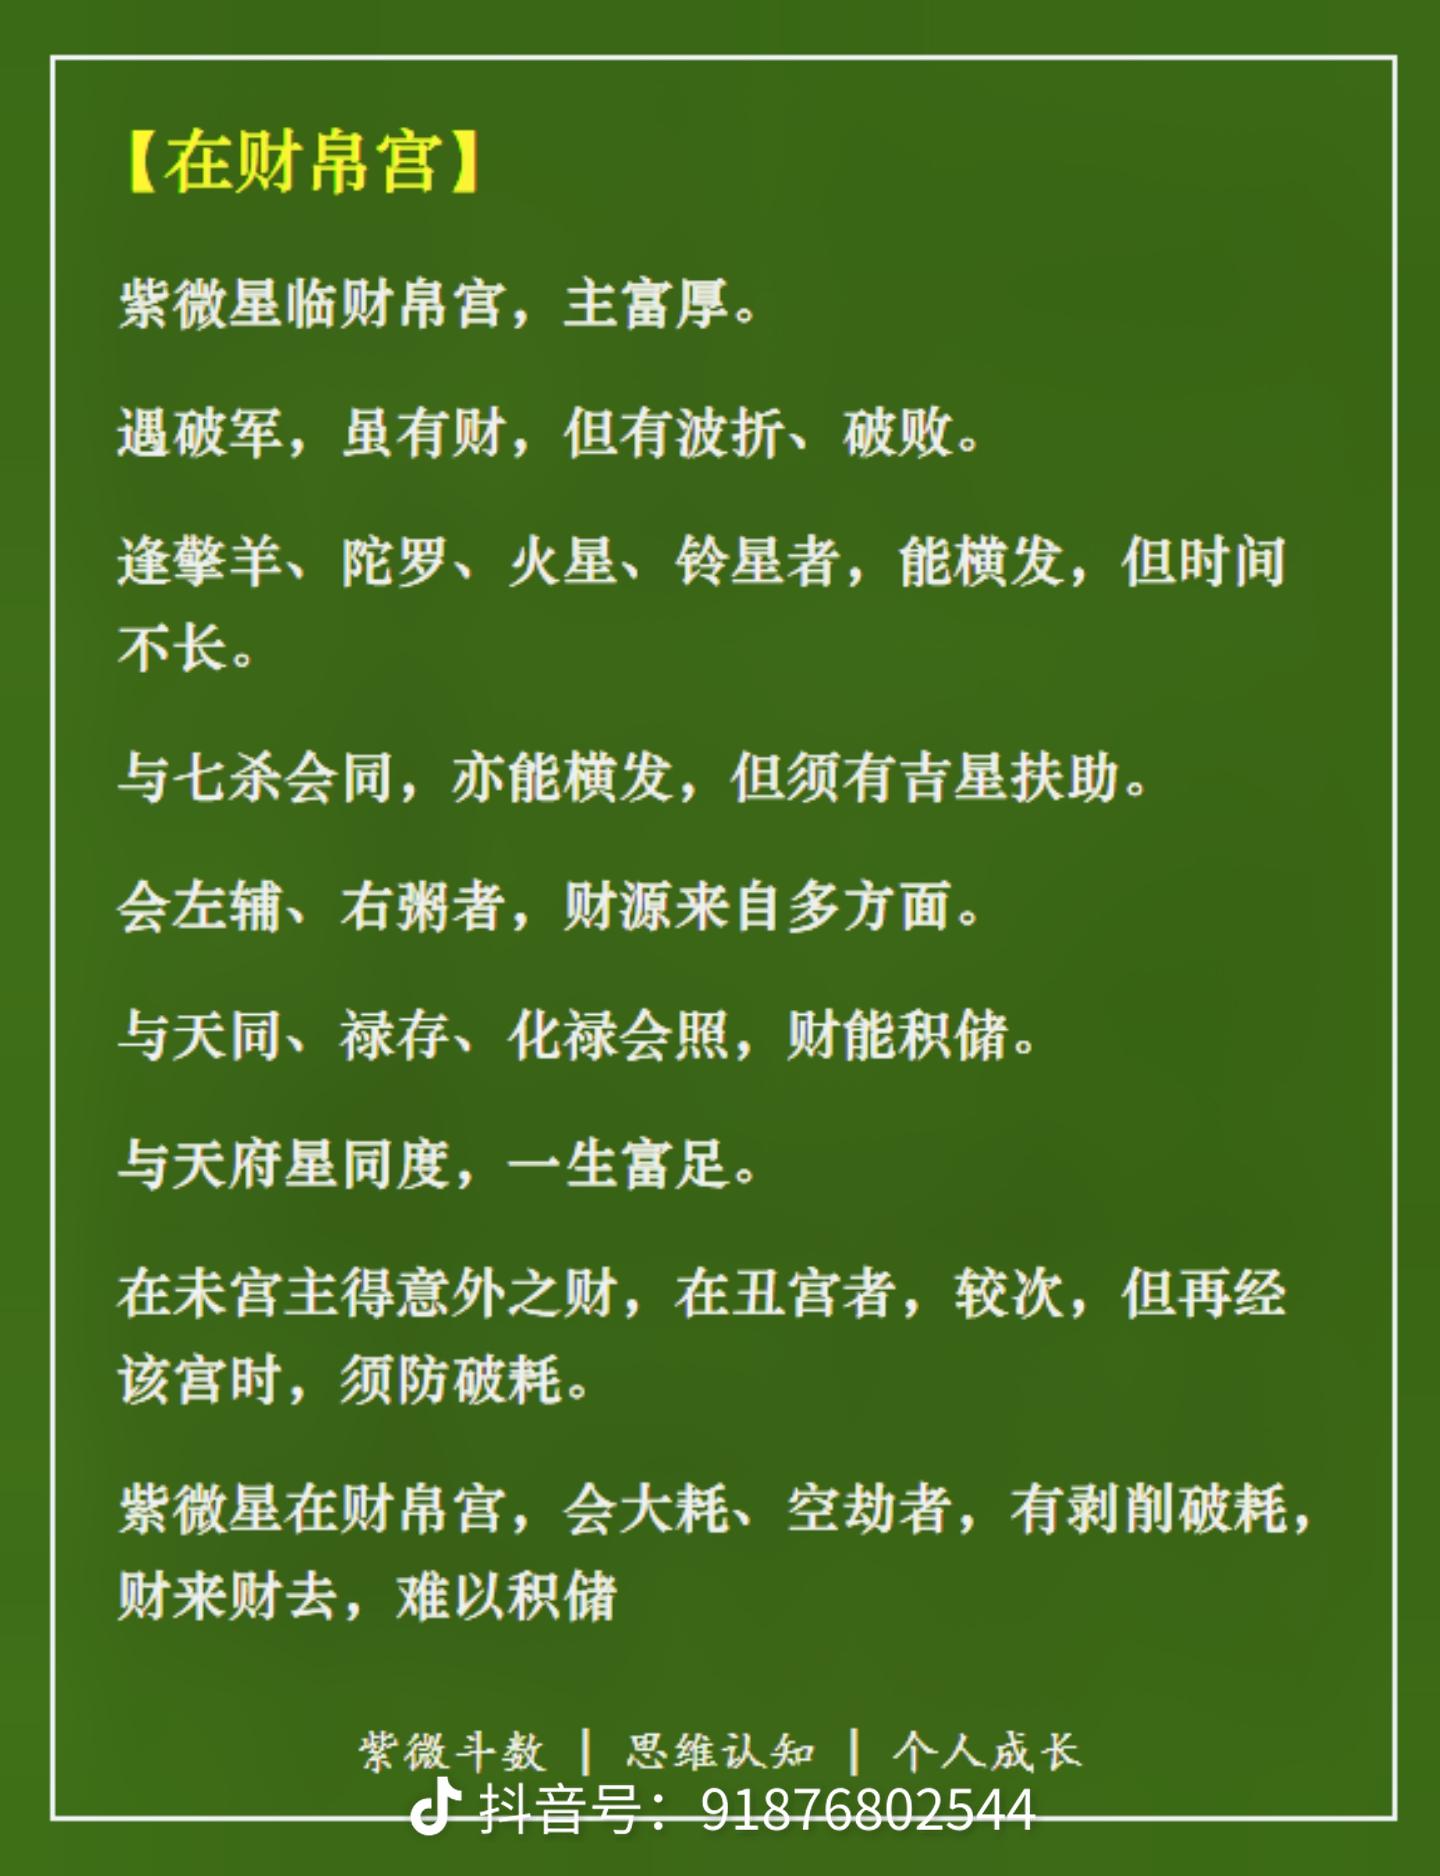 【在财帛宫】
紫微星临财帛宫，主富厚。
遇破军，虽有财，但有波折、破败。
逢擎羊、陀罗、火星、铃星者，能横发，但时间
不长。
与七杀会同，亦能横发，但须有吉星扶助。
会左辅、右粥者，财源来自多方面。
与天同、禄存、化禄会照，财能积储。
与天府星同度，一生富足。
在未宫主得意外之财，在丑宫者，较次，但再经
该宫时，须防破耗。
紫微星在财帛宫，会大耗、空劫者，有剥削破耗，
财来财去，难以积储
紫微斗数 | 思维认知 | 个人成长
抖音号：91876802544